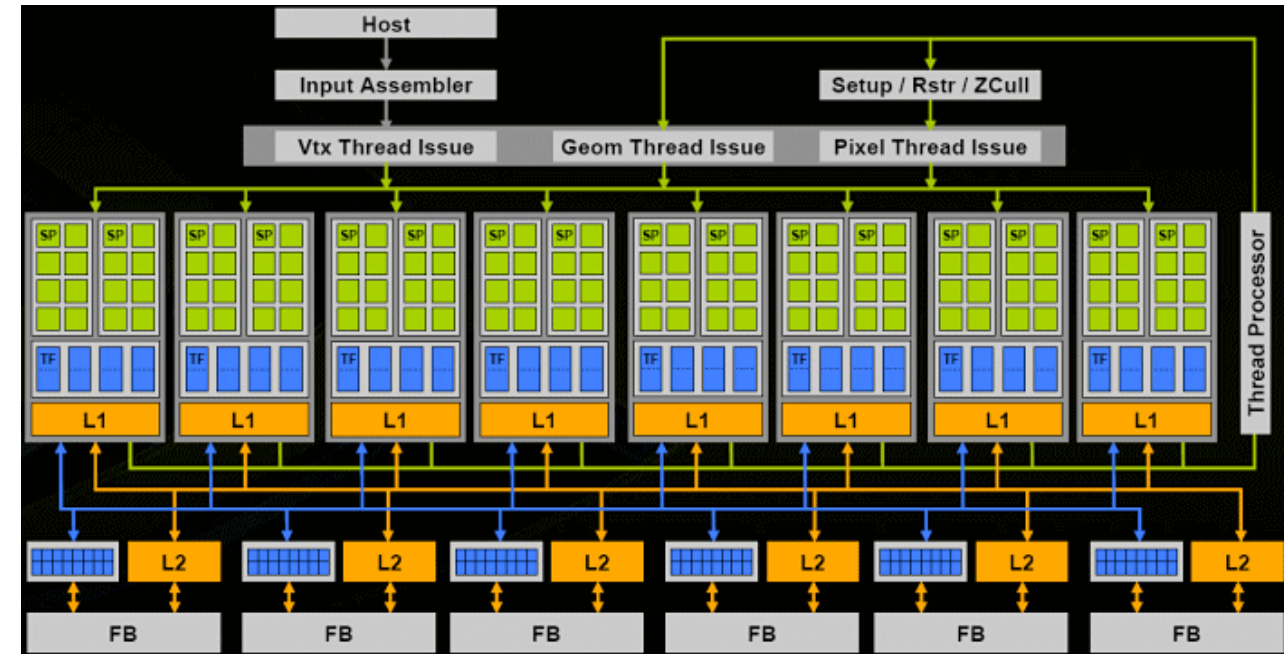 Host
Input Assembler
Setup / Rstr / ZCull
Vtx Thread Issue
Geom Thread Issue
Pixel Thread Issue
SP SP SP SP SP SP SP SP SP SP SP SP SP SP SP SP
Thread Processor
TF TF TF TF TF TF TF TF
L1 L1 L1 L1 L1 L1 L1 L1
L2 L2 L2 L2 L2 L2
FB FB FB FB FB FB